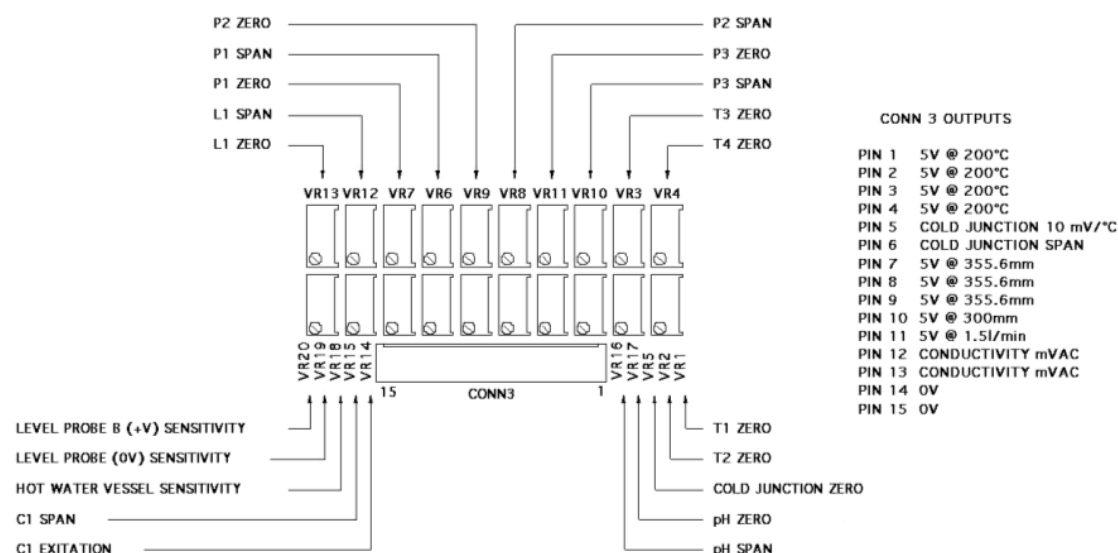 P2 ZERO
P1 SPAN
P1 ZERO
L1 SPAN
L1 ZERO
P2 SPAN
P3 ZERO
P3 SPAN
T3 ZERO
T4 ZERO
VR13 VR12 VR7 VR6 VR9 VR8 VR11 VR10 VR3 VR4
VR20
VR19
VR18
VR15
VR14
15 CONN3 1
VR16
VR17
VR5
VR2
VR1
LEVEL PROBE B (+V) SENSITIVITY
LEVEL PROBE (0V) SENSITIVITY
HOT WATER VESSEL SENSITIVITY
C1 SPAN
C1 EXITATION
T1 ZERO
T2 ZERO
COLD JUNCTION ZERO
pH ZERO
pH SPAN
CONN 3 OUTPUTS
PIN 1 5V @ 200°C
PIN 2 5V @ 200°C
PIN 3 5V @ 200°C
PIN 4 5V @ 200°C
PIN 5 COLD JUNCTION 10 mV/°C
PIN 6 COLD JUNCTION SPAN
PIN 7 5V @ 355.6mm
PIN 8 5V @ 355.6mm
PIN 9 5V @ 355.6mm
PIN 10 5V @ 300mm
PIN 11 5V @ 1.5l/min
PIN 12 CONDUCTIVITY mVAC
PIN 13 CONDUCTIVITY mVAC
PIN 14 0V
PIN 15 0V